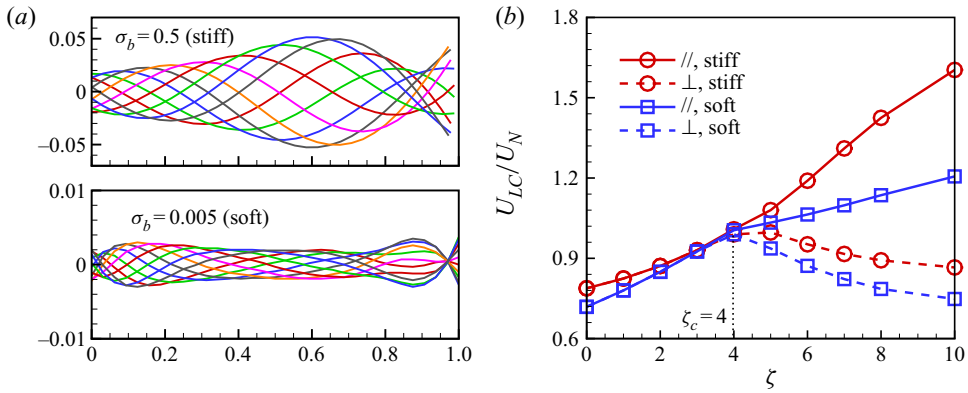 (a)
σ_b = 0.5 (stiff)
0.05
0
−0.05
0.01
σ_b = 0.005 (soft)
0
−0.01
0 0.2 0.4 0.6 0.8 1.0
(b)
1.8
1.5
1.2
0.9
0.6
U_LC/U_N
//, stiff
⊥, stiff
//, soft
⊥, soft
ζ_c = 4
0 2 4 6 8 10
ζ